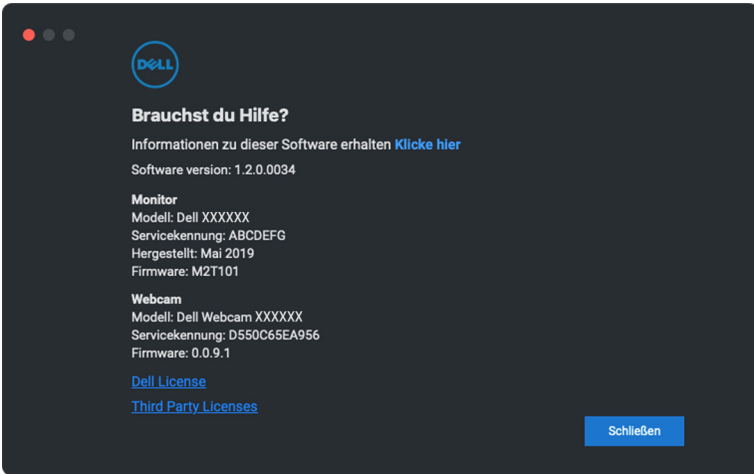 DELL
Brauchst du Hilfe?
Informationen zu dieser Software erhalten Klicke hier
Software version: 1.2.0.0034
Monitor
Modell: Dell XXXXXX
Servicekennung: ABCDEFG
Hergestellt: Mai 2019
Firmware: M2T101
Webcam
Modell: Dell Webcam XXXXXX
Servicekennung: D550C65EA956
Firmware: 0.0.9.1
Dell License
Third Party Licenses
Schließen